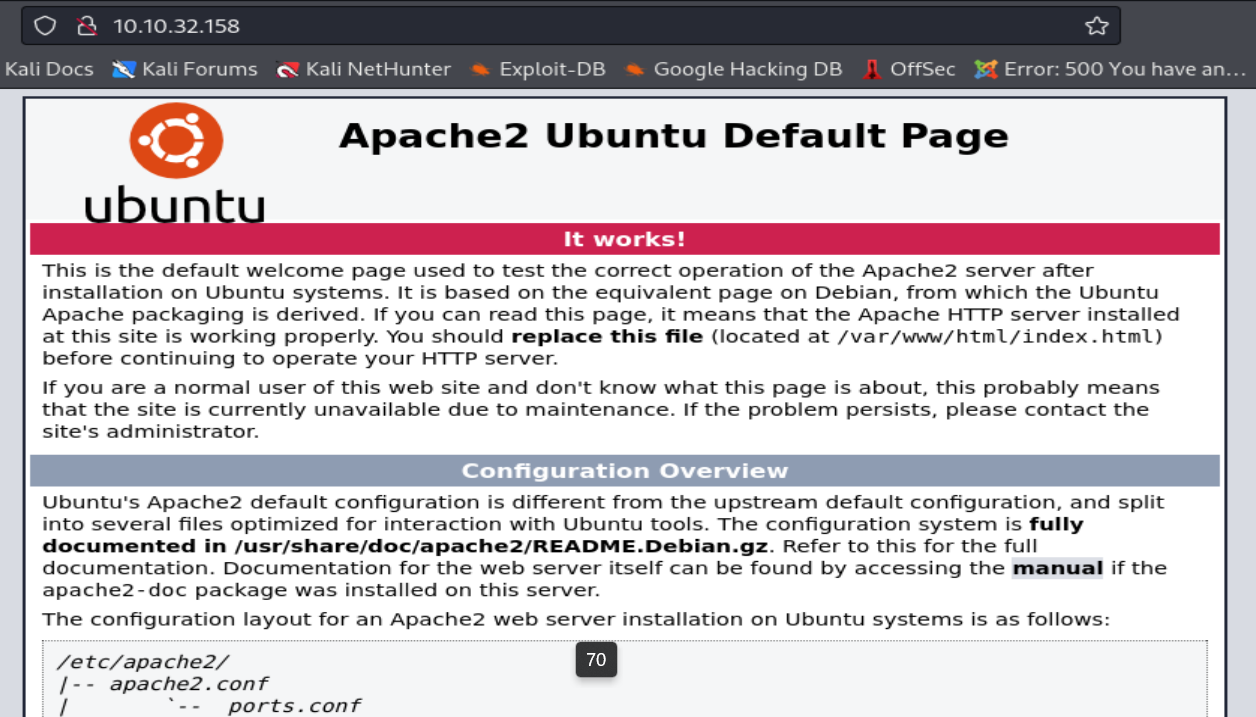 10.10.32.158
Kali Docs Kali Forums Kali NetHunter Exploit-DB Google Hacking DB OffSec Error: 500 You have an...
ubuntu
Apache2 Ubuntu Default Page
It works!
This is the default welcome page used to test the correct operation of the Apache2 server after
installation on Ubuntu systems. It is based on the equivalent page on Debian, from which the Ubuntu
Apache packaging is derived. If you can read this page, it means that the Apache HTTP server installed
at this site is working properly. You should replace this file (located at /var/www/html/index.html)
before continuing to operate your HTTP server.
If you are a normal user of this web site and don't know what this page is about, this probably means
that the site is currently unavailable due to maintenance. If the problem persists, please contact the
site's administrator.
Configuration Overview
Ubuntu's Apache2 default configuration is different from the upstream default configuration, and split
into several files optimized for interaction with Ubuntu tools. The configuration system is fully
documented in /usr/share/doc/apache2/README.Debian.gz. Refer to this for the full
documentation. Documentation for the web server itself can be found by accessing the manual if the
apache2-doc package was installed on this server.
The configuration layout for an Apache2 web server installation on Ubuntu systems is as follows:
/etc/apache2/
|-- apache2.conf
|       `--  ports.conf
70